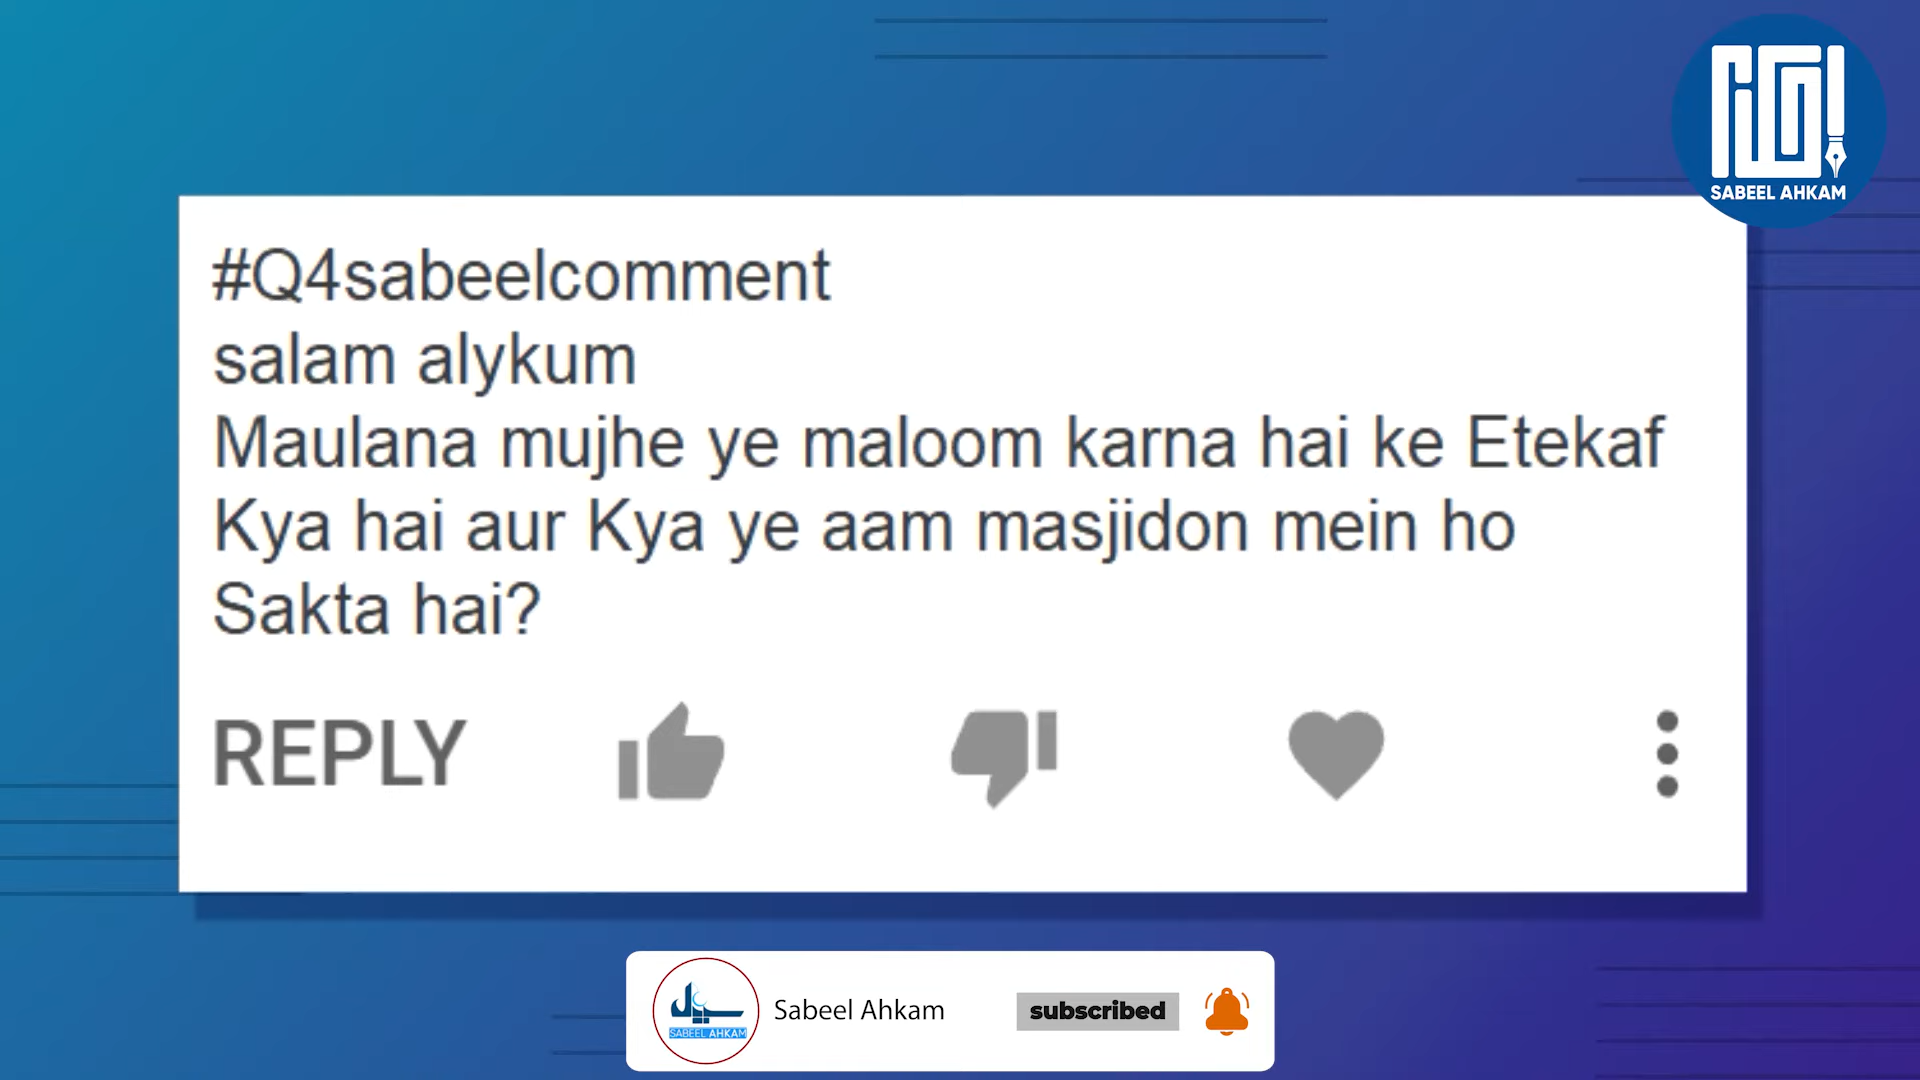 SABEEL AHKAM
#Q4sabeelcomment
salam alykum
Maulana mujhe ye maloom karna hai ke Etekaf
Kya hai aur Kya ye aam masjidon mein ho
Sakta hai?
REPLY
SABEEL AHKAM
Sabeel Ahkam
subscribed